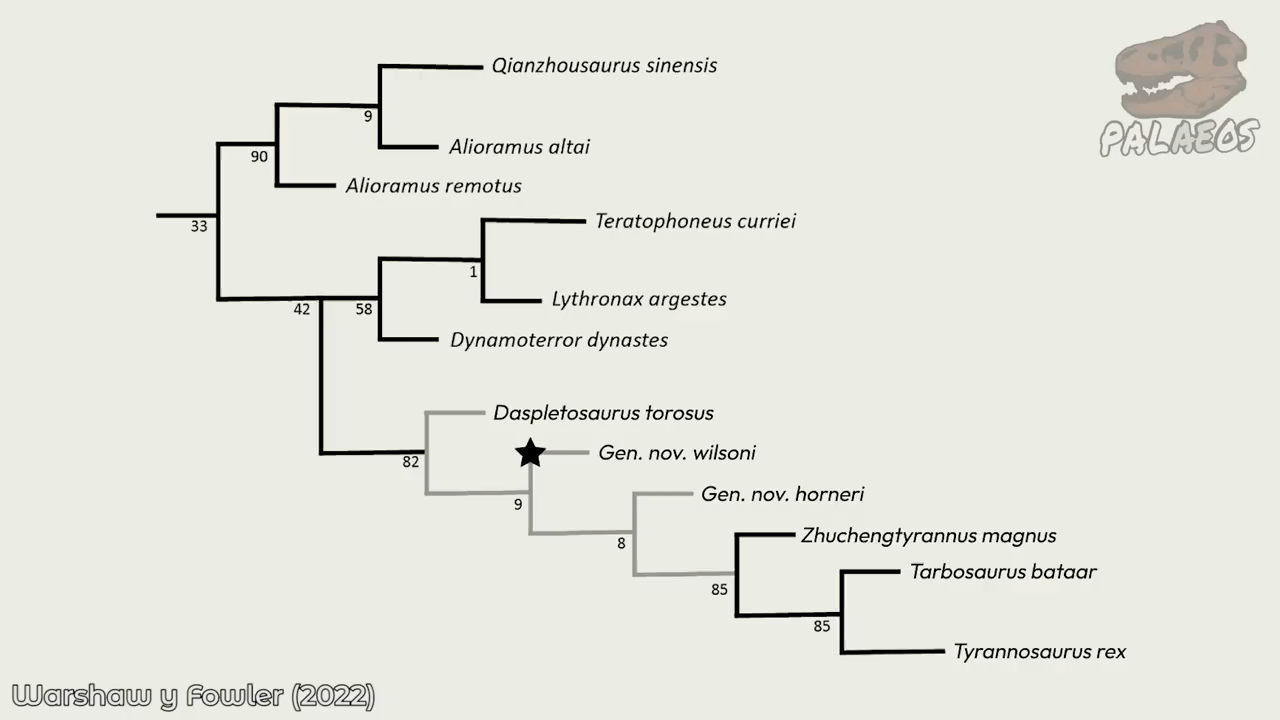 Qianzhousaurus sinensis
PALAEOS
9
Alioramus altai
90
Alioramus remotus
33
Teratophoneus curriei
1
Lythronax argestes
42
58
Dynamoterror dynastes
Daspletosaurus torosus
Gen. nov. wilsoni
82
Gen. nov. horneri
9
Zhuchengtyrannus magnus
8
Tarbosaurus bataar
85
85
Tyrannosaurus rex
Warshaw y Fowler (2022)